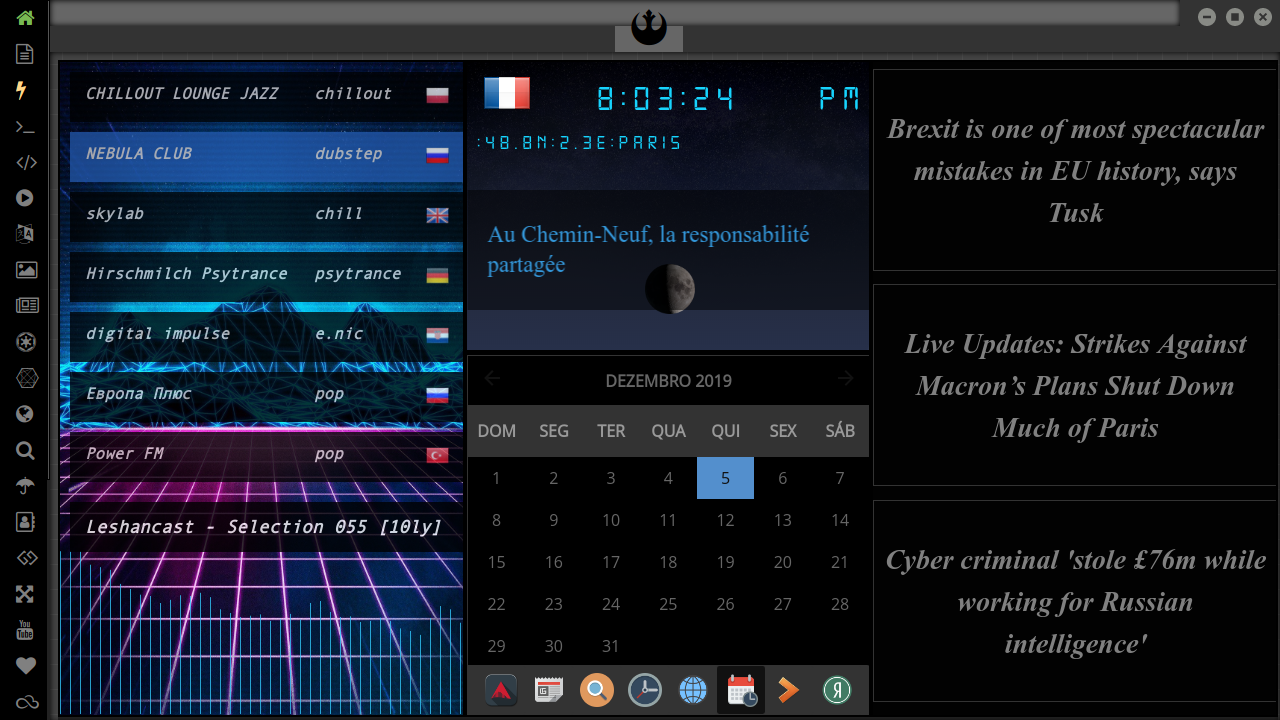 CHILLOUT LOUNGE JAZZ chillout
NEBULA CLUB dubstep
skylab chill
Hirschmilch Psytrance psytrance
digital impulse e.nic
Европа Плюс pop
Power FM pop
Leshancast - Selection 055 [10ly]
8:03:24 PM
:48.8N:2.3E:PARIS
Au Chemin-Neuf, la responsabilité
partagée
DEZEMBRO 2019
DOM SEG TER QUA QUI SEX SÁB
1 2 3 4 5 6 7
8 9 10 11 12 13 14
15 16 17 18 19 20 21
22 23 24 25 26 27 28
29 30 31
Brexit is one of most spectacular
mistakes in EU history, says
Tusk
Live Updates: Strikes Against
Macron’s Plans Shut Down
Much of Paris
Cyber criminal 'stole £76m while
working for Russian
intelligence'
You
Tube
Я